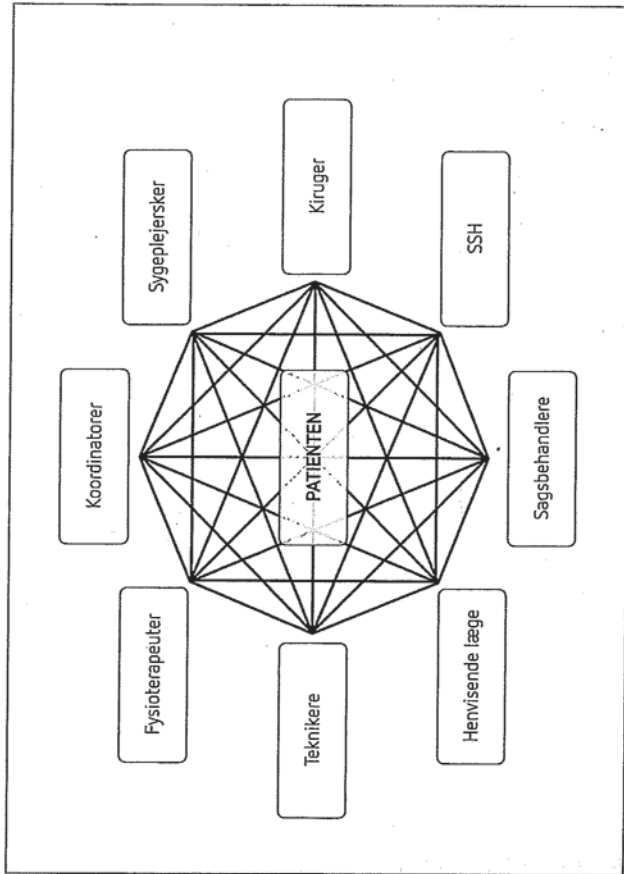 Fysioterapeuter
Koordinatorer
Sygeplejersker
Teknikere
PATIENTEN
Kiruger
Henvisende læge
Sagsbehandlere
SSH